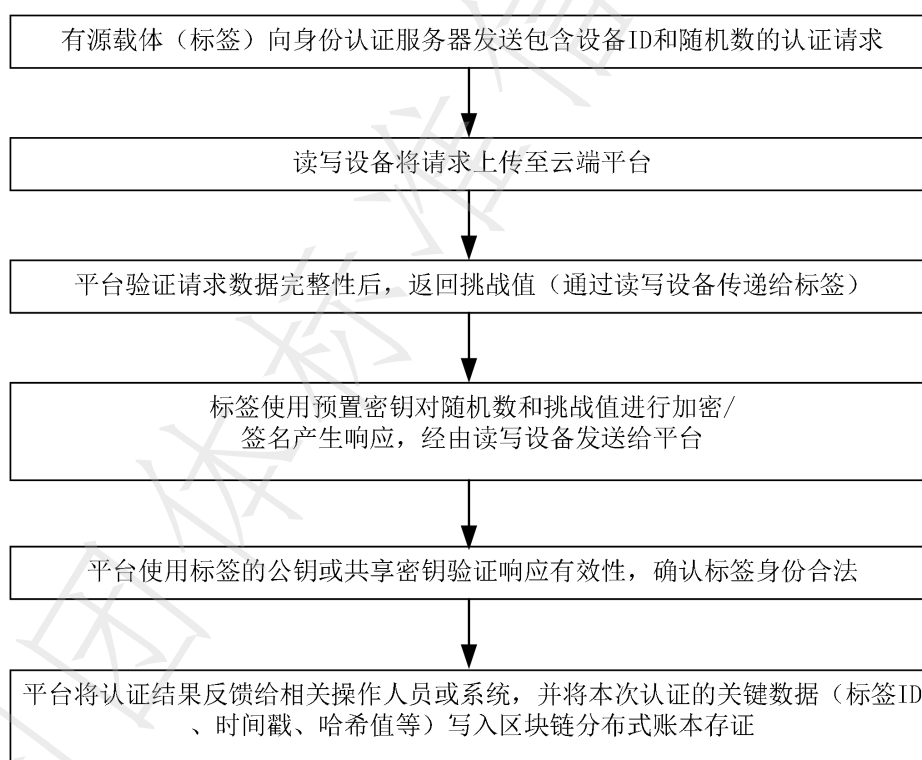 有源载体（标签）向身份认证服务器发送包含设备ID和随机数的认证请求
读写设备将请求上传至云端平台
平台验证请求数据完整性后，返回挑战值（通过读写设备传递给标签）
标签使用预置密钥对随机数和挑战值进行加密/
签名产生响应，经由读写设备发送给平台
平台使用标签的公钥或共享密钥验证响应有效性，确认标签身份合法
平台将认证结果反馈给相关操作人员或系统，并将本次认证的关键数据（标签ID
、时间戳、哈希值等）写入区块链分布式账本存证
团体标准信